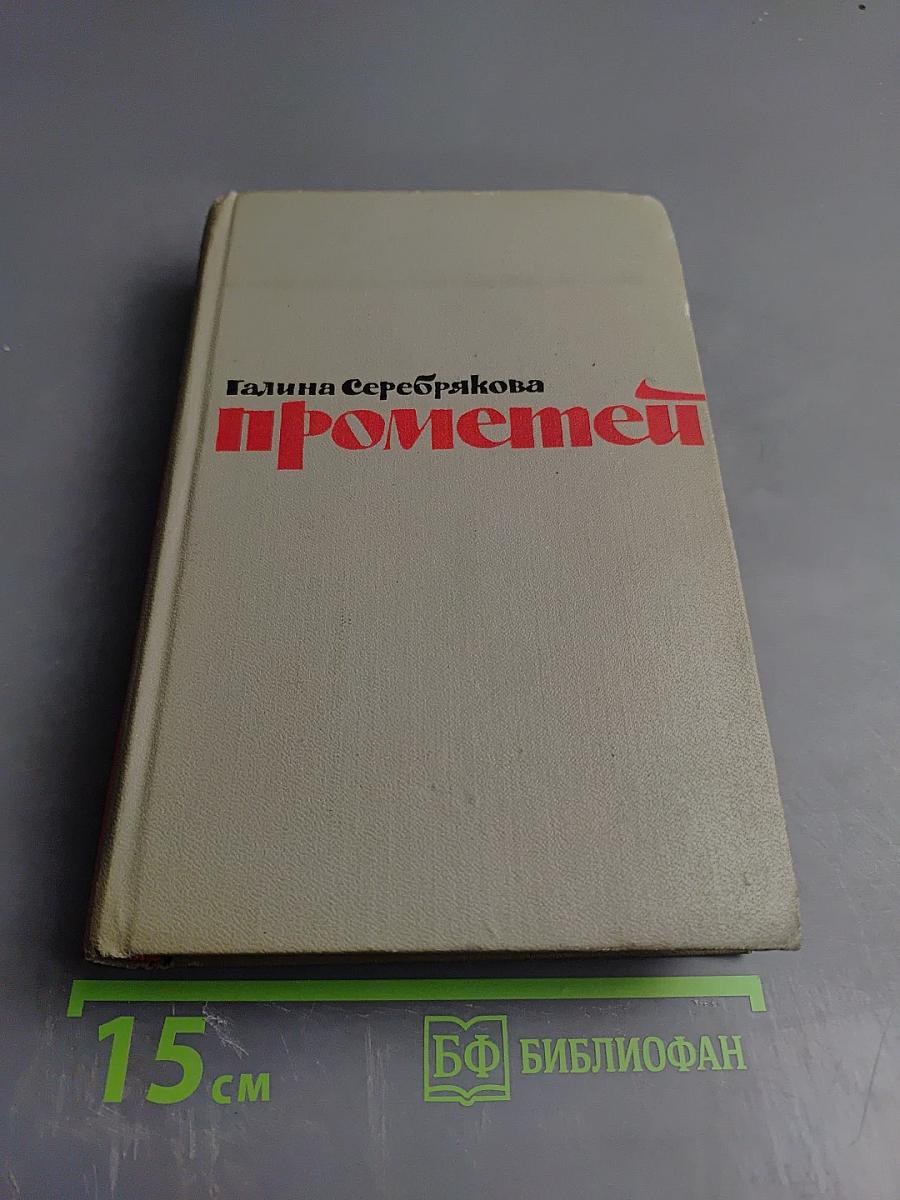 Галина Серебрякова
Прометей
15 см
БФ БИБЛИОФАН